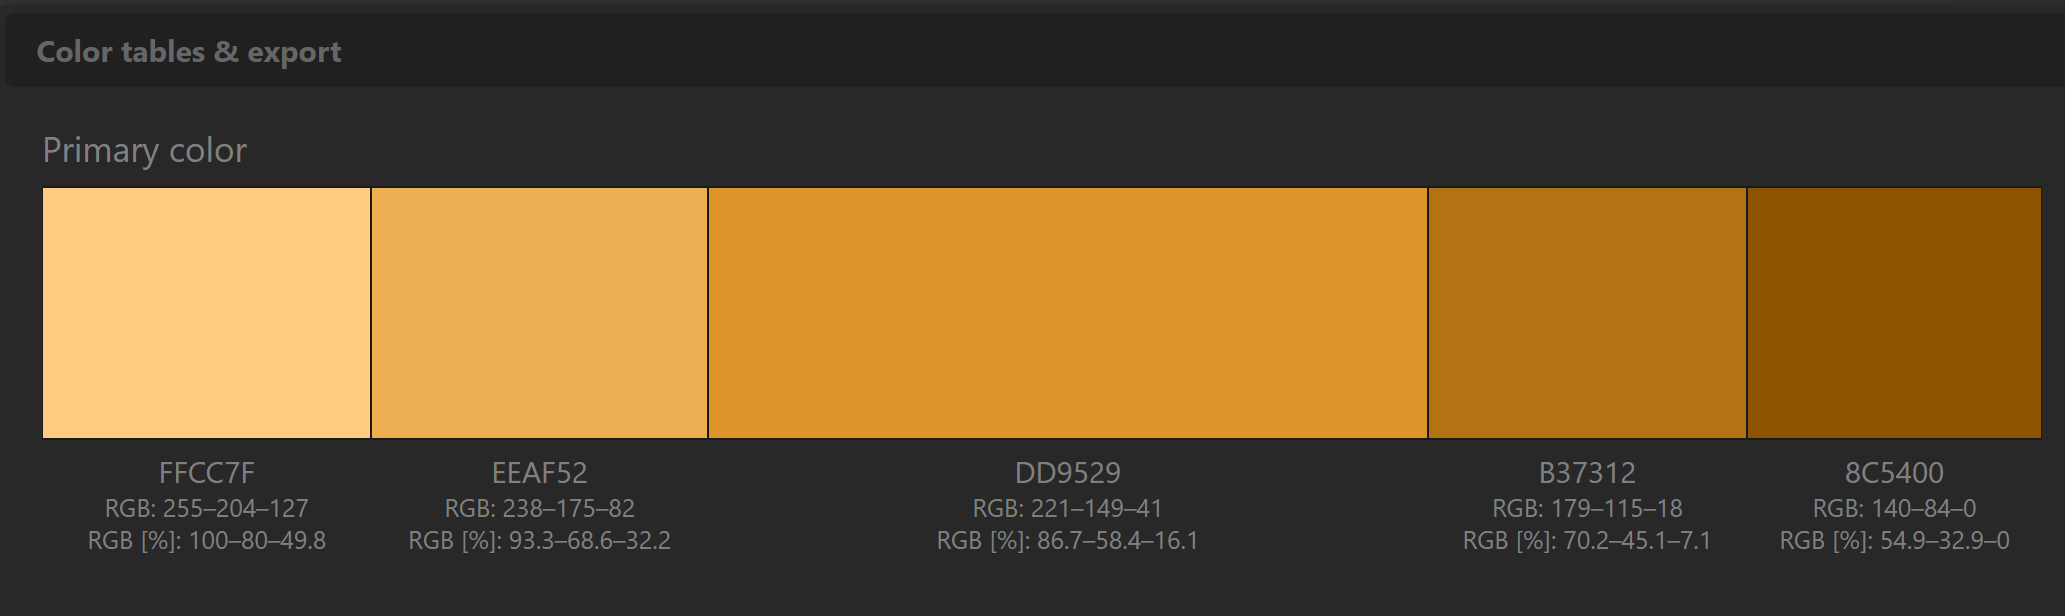 Color tables & export
Primary color
FFCC7F
RGB: 255–204–127
RGB [%]: 100–80–49.8
EEAF52
RGB: 238–175–82
RGB [%]: 93.3–68.6–32.2
DD9529
RGB: 221–149–41
RGB [%]: 86.7–58.4–16.1
B37312
RGB: 179–115–18
RGB [%]: 70.2–45.1–7.1
8C5400
RGB: 140–84–0
RGB [%]: 54.9–32.9–0